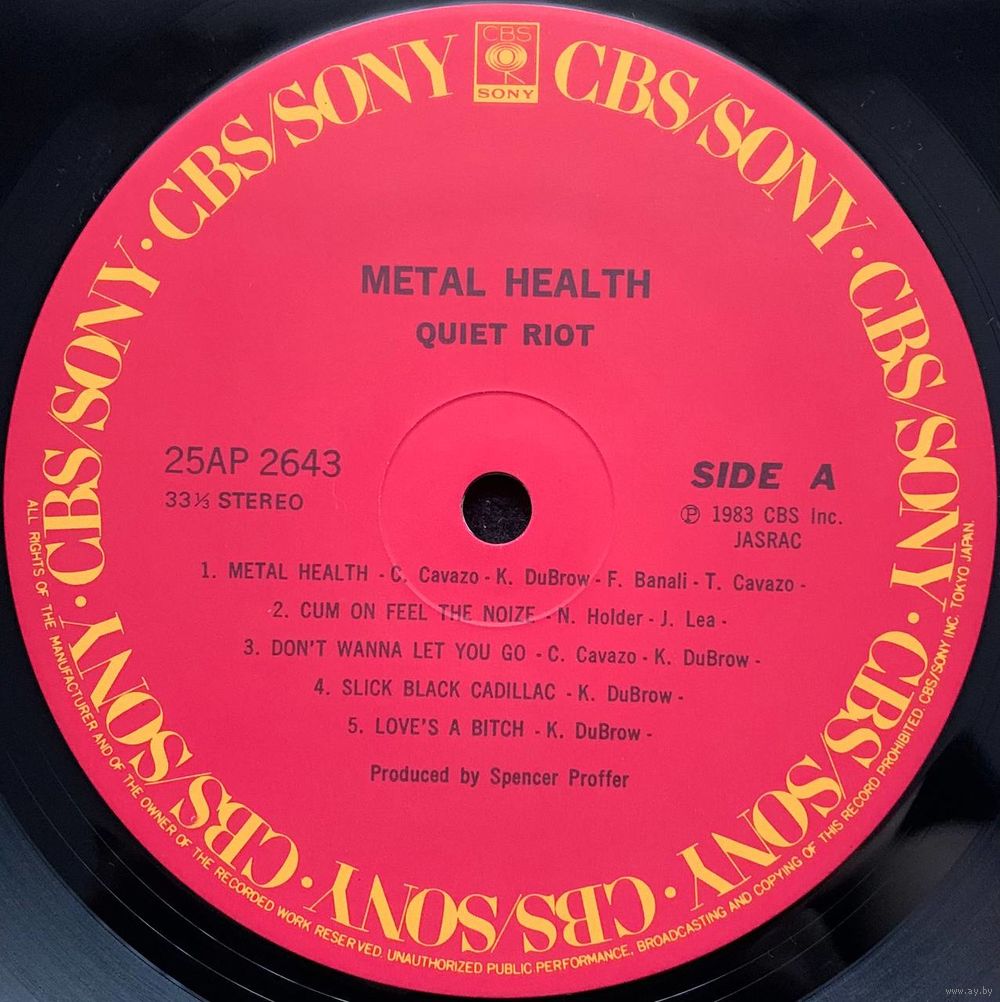 CBS
SONY
CBS/SONY · CBS/SONY · CBS/SONY · CBS/SONY · CBS/SONY · CBS/SONY · CBS/SONY · CBS/SONY · CBS/SONY
METAL HEALTH
QUIET RIOT
25AP 2643
33⅓ STEREO
SIDE A
Ⓟ 1983 CBS Inc.
JASRAC
1. METAL HEALTH - C. Cavazo - K. DuBrow - F. Banali - T. Cavazo -
2. CUM ON FEEL THE NOIZE - N. Holder - J. Lea -
3. DON'T WANNA LET YOU GO - C. Cavazo - K. DuBrow -
4. SLICK BLACK CADILLAC - K. DuBrow -
5. LOVE'S A BITCH - K. DuBrow -
Produced by Spencer Proffer
ALL RIGHTS OF THE MANUFACTURER AND OF THE OWNER OF THE RECORDED WORK RESERVED. UNAUTHORIZED PUBLIC PERFORMANCE, BROADCASTING AND COPYING OF THIS RECORD PROHIBITED. CBS/SONY INC. TOKYO JAPAN.
www.ay.by